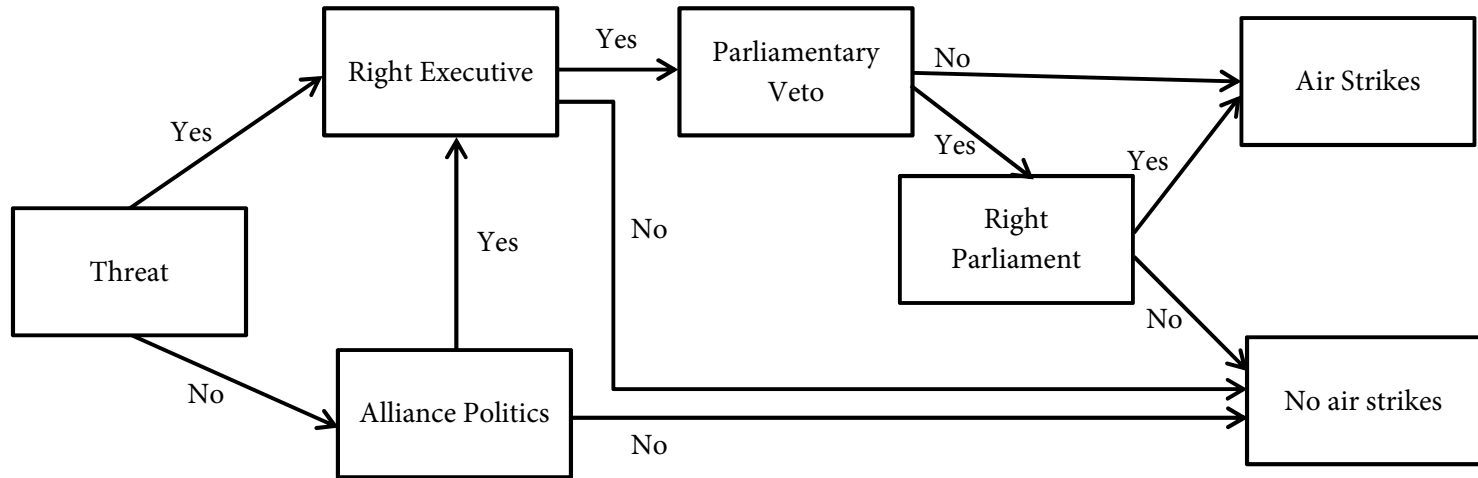 Right Executive
Yes
Parliamentary
Veto
No
Air Strikes
Yes
Yes
Yes
Right
Parliament
Threat
Yes
No
No
No
Alliance Politics
No
No air strikes